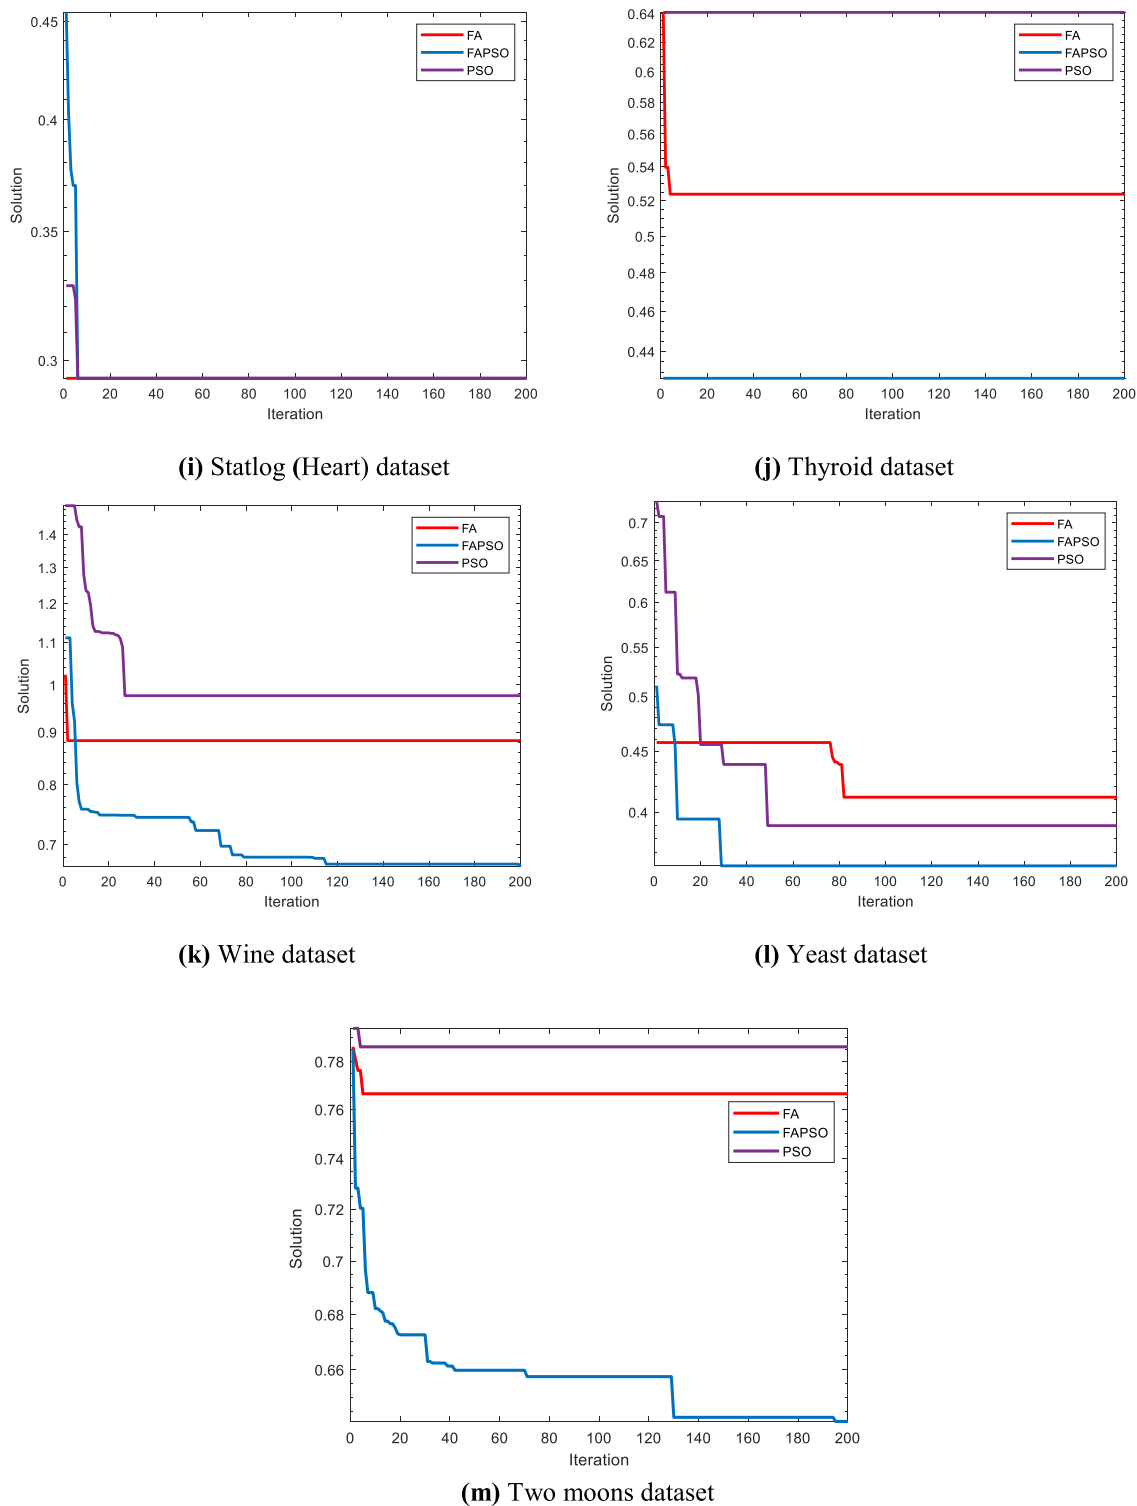 0.45
0.4
0.35
0.3
Solution
0 20 40 60 80 100 120 140 160 180 200
Iteration
FA
FAPSO
PSO
(i) Statlog (Heart) dataset
0.64
0.62
0.6
0.58
0.56
0.54
0.52
0.5
0.48
0.46
0.44
Solution
0 20 40 60 80 100 120 140 160 180 200
Iteration
FA
FAPSO
PSO
(j) Thyroid dataset
1.4
1.3
1.2
1.1
1
0.9
0.8
0.7
Solution
0 20 40 60 80 100 120 140 160 180 200
Iteration
FA
FAPSO
PSO
(k) Wine dataset
0.7
0.65
0.6
0.55
0.5
0.45
0.4
Solution
0 20 40 60 80 100 120 140 160 180 200
Iteration
FA
FAPSO
PSO
(l) Yeast dataset
0.78
0.76
0.74
0.72
0.7
0.68
0.66
Solution
0 20 40 60 80 100 120 140 160 180 200
Iteration
FA
FAPSO
PSO
(m) Two moons dataset